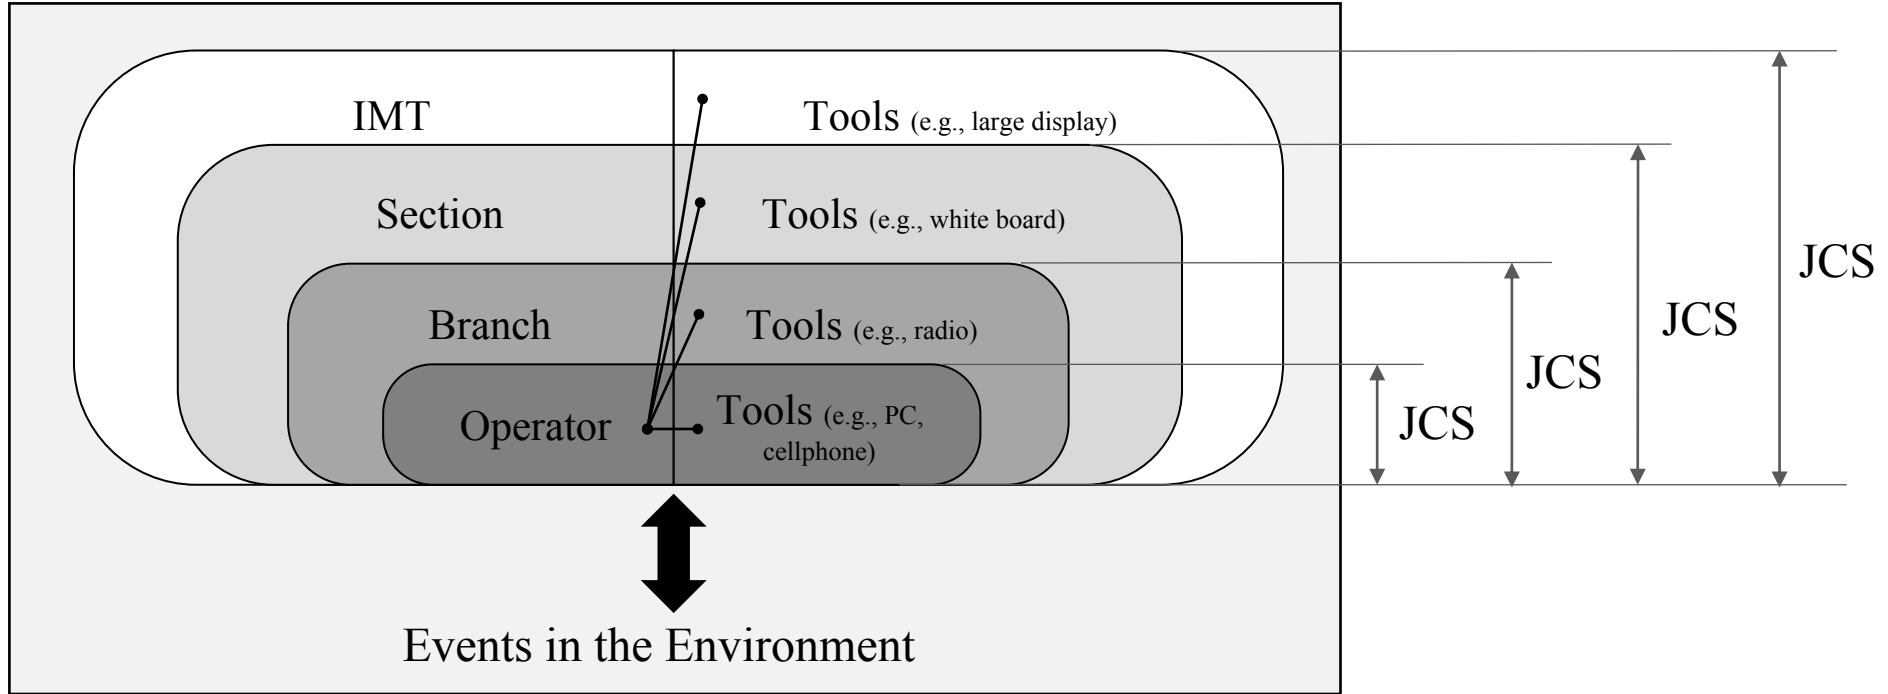 IMT
Tools (e.g., large display)
Section
Tools (e.g., white board)
Branch
Tools (e.g., radio)
Operator
Tools (e.g., PC,
cellphone)
JCS
JCS
JCS
JCS
Events in the Environment